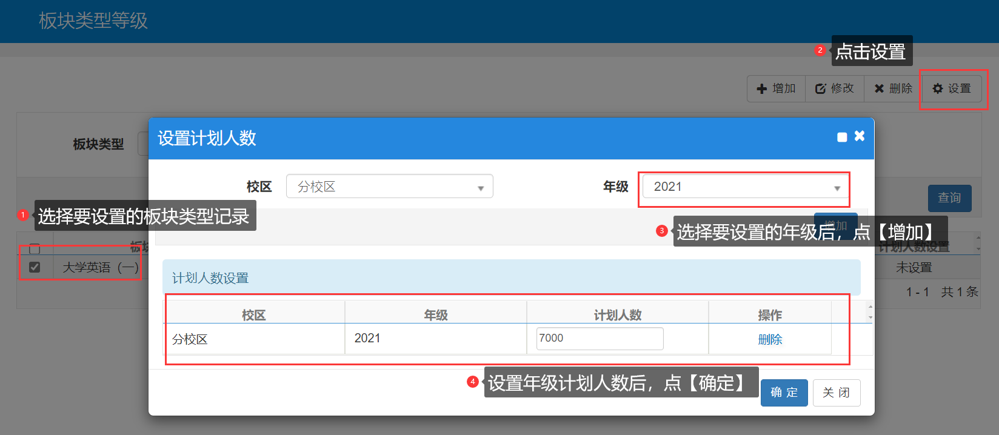 板块类型等级
2 点击设置
增加 修改 删除 设置
设置计划人数
板块类型
校区 分校区 年级 2021
查询
1 选择要设置的板块类型记录
增加
3 选择要设置的年级后，点【增加】
板块 计划人数设置
大学英语（一） 未设置
计划人数设置
1 - 1 共 1 条
校区 年级 计划人数 操作
分校区 2021 7000 删除
4 设置年级计划人数后，点【确定】
确 定 关 闭